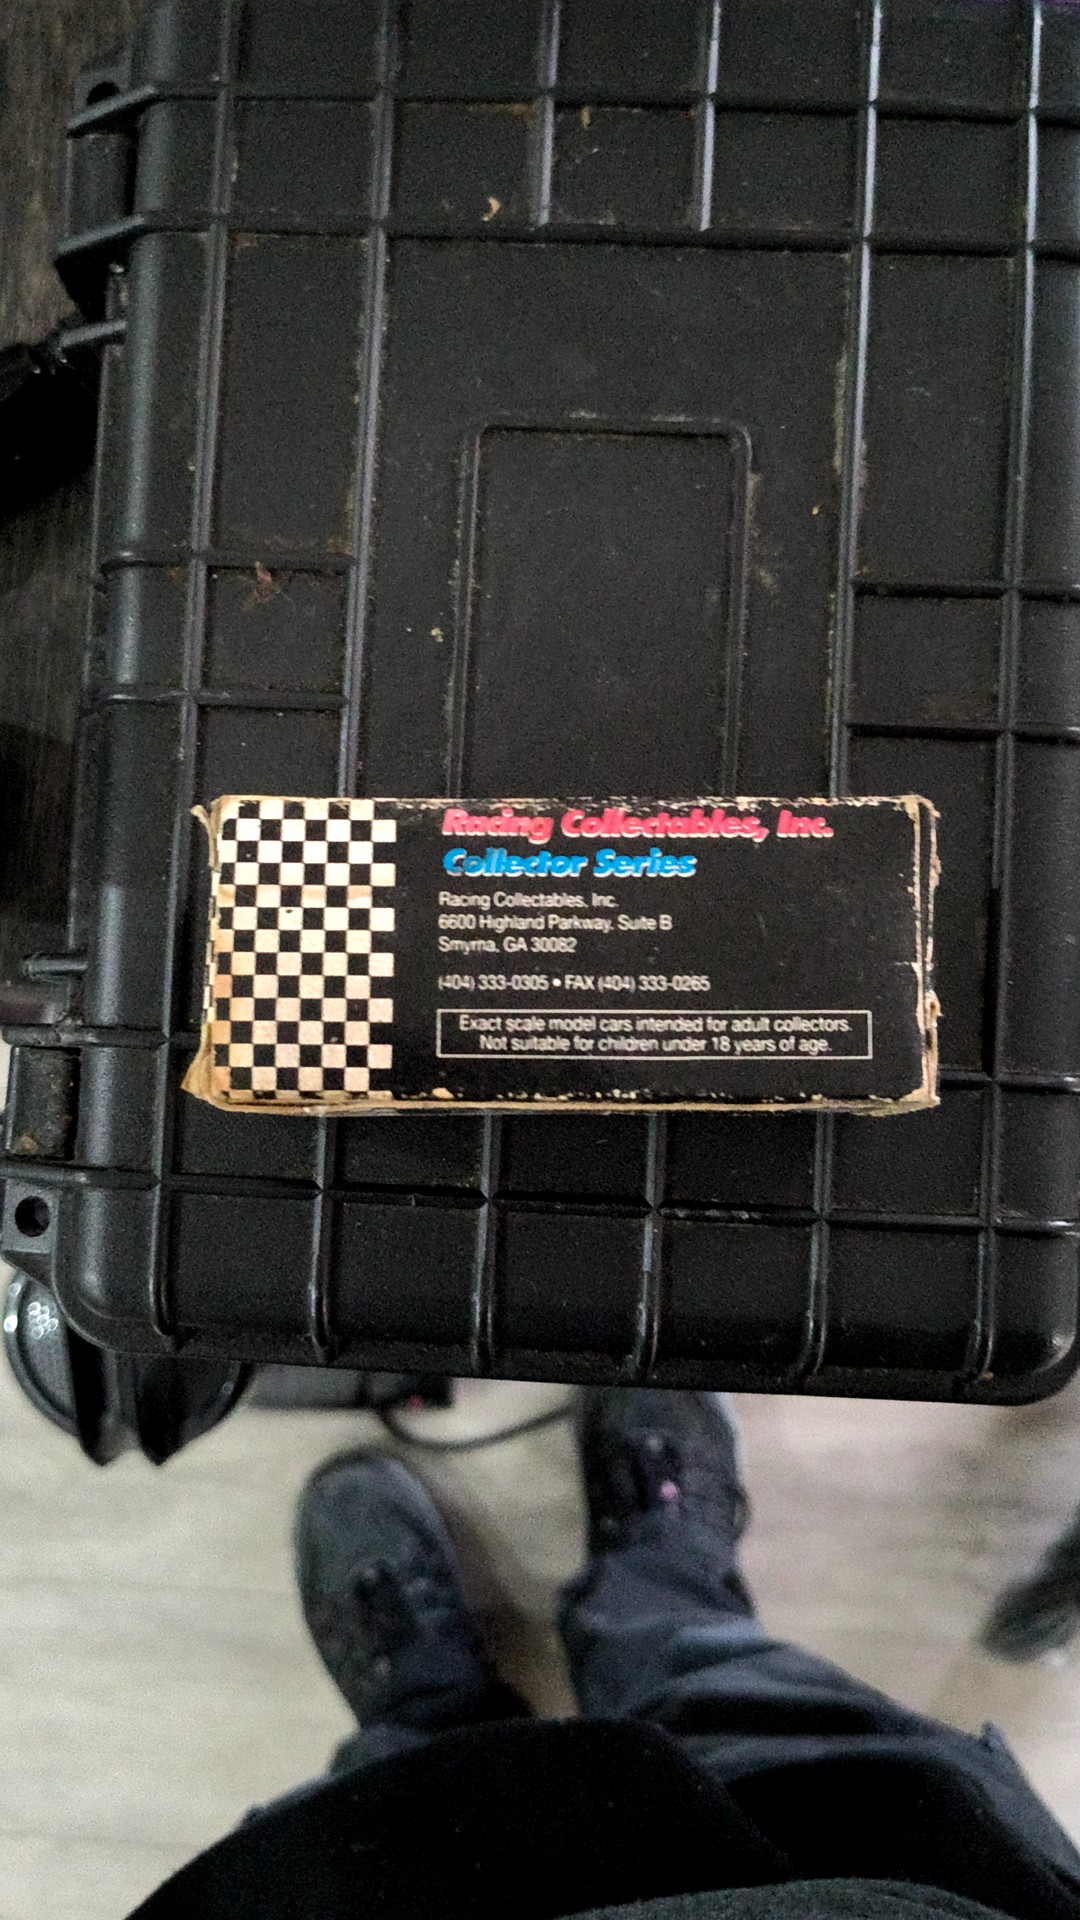 Racing Collectables, Inc.
Collector Series
Racing Collectables, Inc.
6600 Highland Parkway, Suite B
Smyrna, GA 30082
(404) 333-0305 • FAX (404) 333-0265
Exact scale model cars intended for adult collectors.
Not suitable for children under 18 years of age.